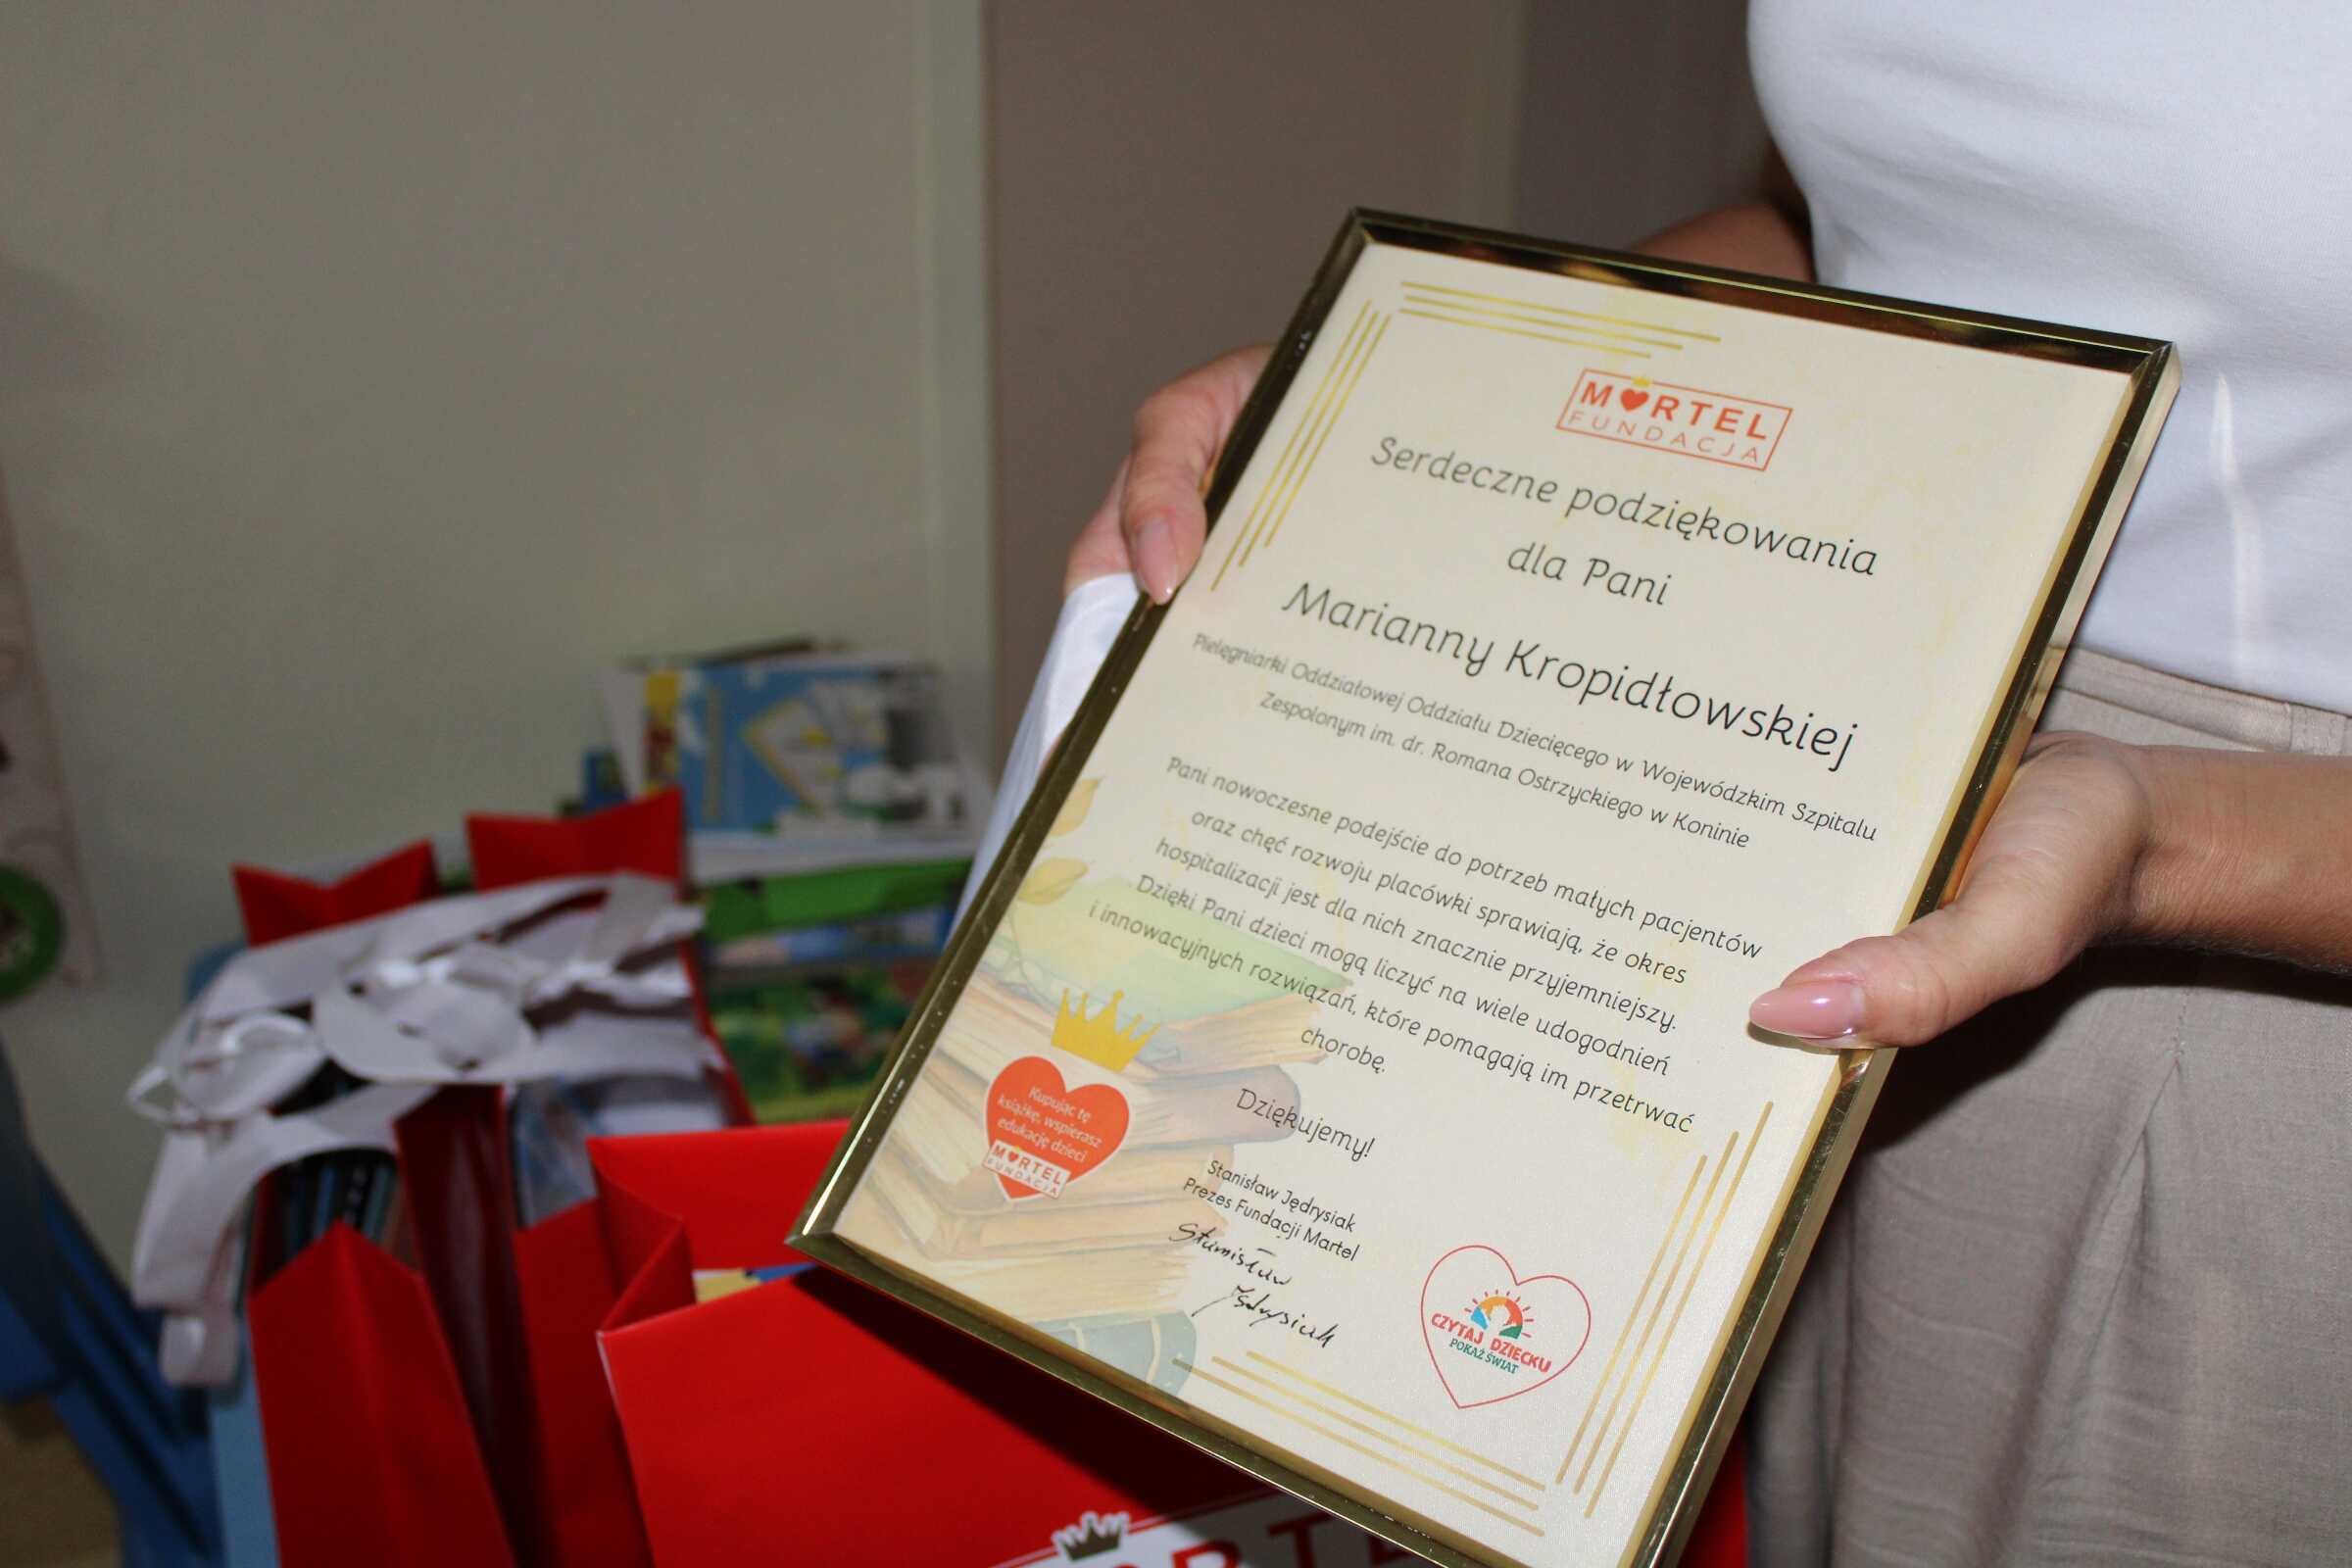 MARTEL
FUNDACJA
Serdeczne podziękowania
dla Pani
Marianny Kropidłowskiej
Pielęgniarki Oddziałowej Oddziału Dziecięcego w Wojewódzkim Szpitalu
Zespolonym im. dr. Romana Ostrzyckiego w Koninie
Pani nowoczesne podejście do potrzeb małych pacjentów
oraz chęć rozwoju placówki sprawiają, że okres
hospitalizacji jest dla nich znacznie przyjemniejszy.
Dzięki Pani dzieci mogą liczyć na wiele udogodnień
i innowacyjnych rozwiązań, które pomagają im przetrwać
chorobę.
Dziękujemy!
Stanisław Jędrysiak
Prezes Fundacji Martel
Stanisław
Jędrysiak
Kupując tę
książkę, wspierasz
edukację dzieci
MARTEL
FUNDACJA
CZYTAJ DZIECKU
POKAŻ ŚWIAT